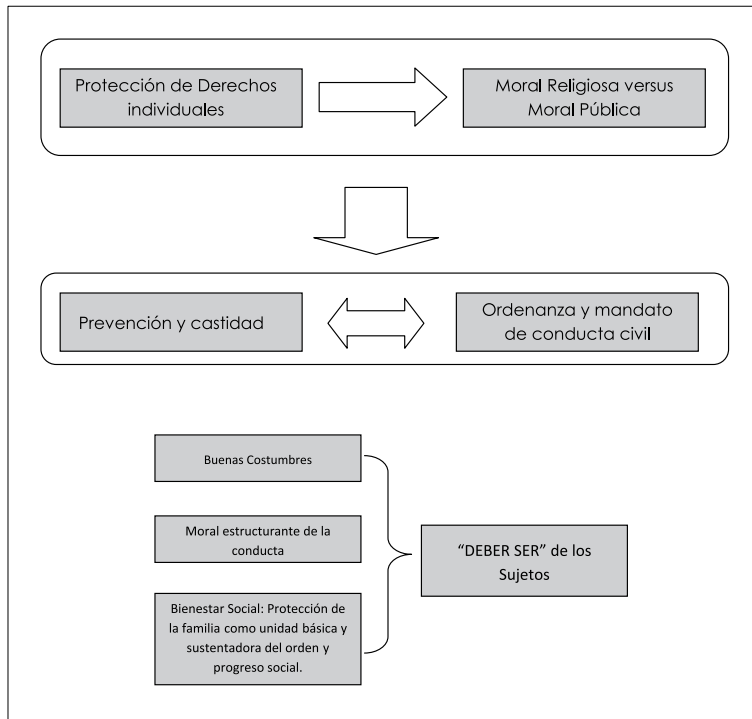 Protección de Derechos
individuales
Moral Religiosa versus
Moral Pública
Prevención y castidad
Ordenanza y mandato
de conducta civil
Buenas Costumbres
Moral estructurante de la
conducta
Bienestar Social: Protección de
la familia como unidad básica y
sustentadora del orden y
progreso social.
“DEBER SER” de los
Sujetos